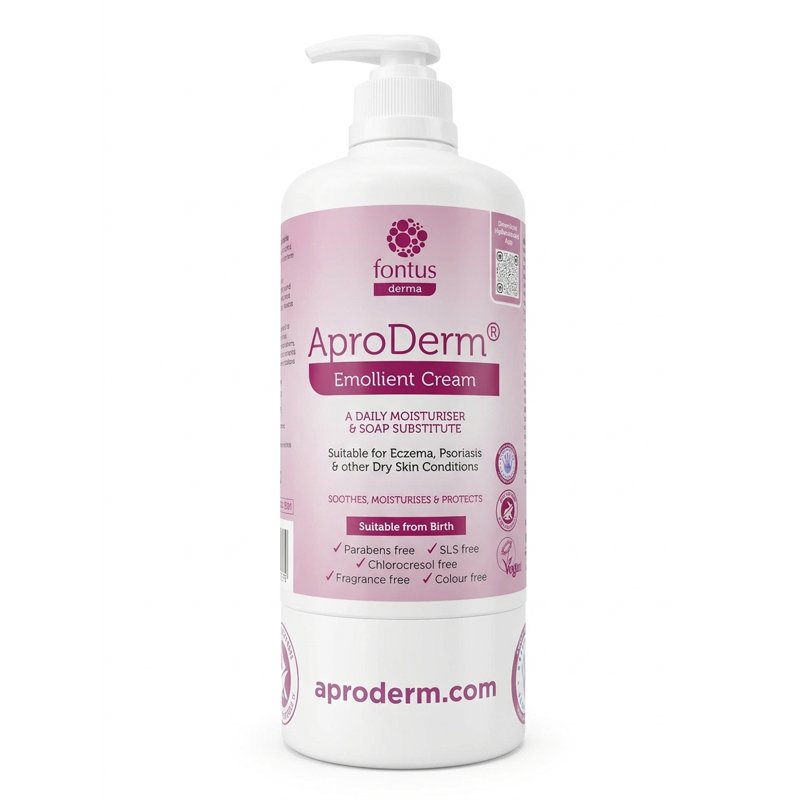 fontus
derma
AproDerm®
Emollient Cream
A DAILY MOISTURISER
& SOAP SUBSTITUTE
Suitable for Eczema, Psoriasis
& other Dry Skin Conditions
SOOTHES, MOISTURISES & PROTECTS
Suitable from Birth
✓ Parabens free ✓ SLS free
✓ Chlorocresol free
✓ Fragrance free ✓ Colour free
Vegan
aproderm.com